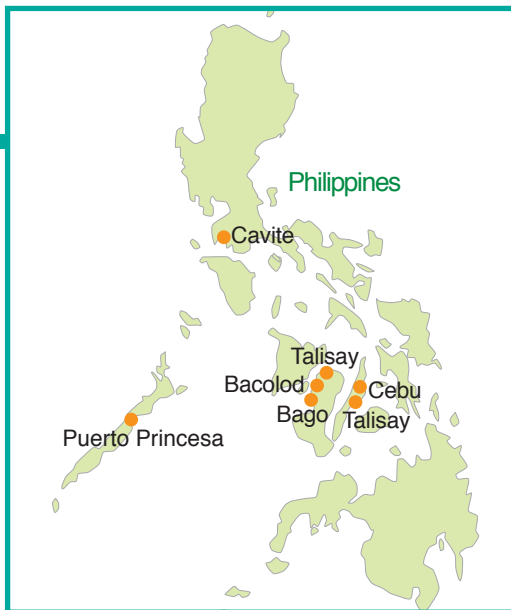 Philippines
Cavite
Talisay
Bacolod
Cebu
Bago
Talisay
Puerto Princesa